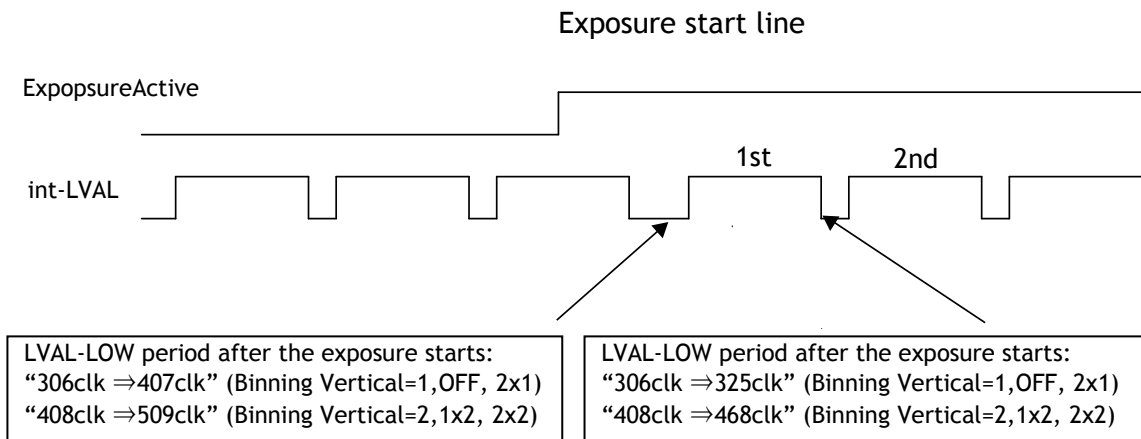 Exposure start line
ExpopsureActive
1st
2nd
int-LVAL
LVAL-LOW period after the exposure starts:
“306clk ⇒407clk” (Binning Vertical=1,OFF, 2x1)
“408clk ⇒509clk” (Binning Vertical=2,1x2, 2x2)
LVAL-LOW period after the exposure starts:
“306clk ⇒325clk” (Binning Vertical=1,OFF, 2x1)
“408clk ⇒468clk” (Binning Vertical=2,1x2, 2x2)